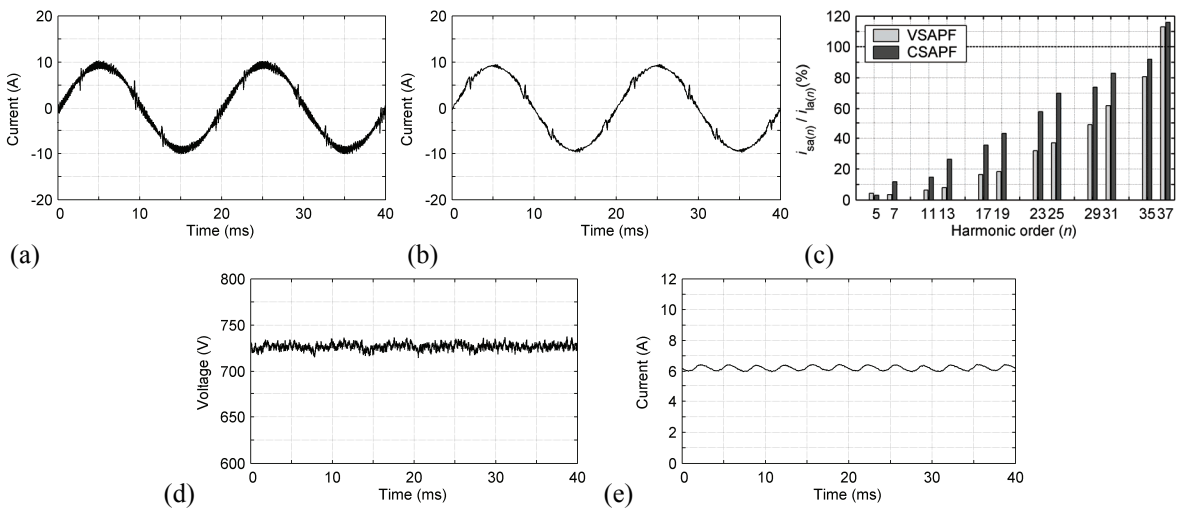 20
10
0
-10
-20
Current (A)
0 10 20 30 40
Time (ms)
(a)
20
10
0
-10
-20
Current (A)
0 10 20 30 40
Time (ms)
(b)
VSAPF
CSAPF
120
100
80
60
40
20
0
isa(n) / ila(n)(%)
5 7 11 13 17 19 23 25 29 31 35 37
Harmonic order (n)
(c)
800
750
700
650
600
Voltage (V)
0 10 20 30 40
Time (ms)
(d)
12
10
8
6
4
2
0
Current (A)
0 10 20 30 40
Time (ms)
(e)